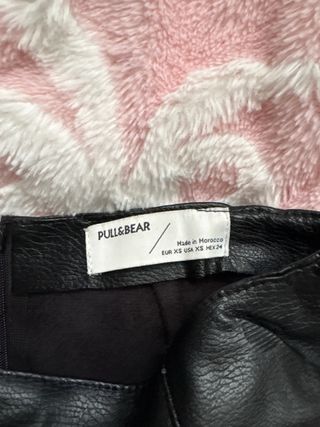 PULL&BEAR
Made in Morocco
EUR XS USA XS MEX 24